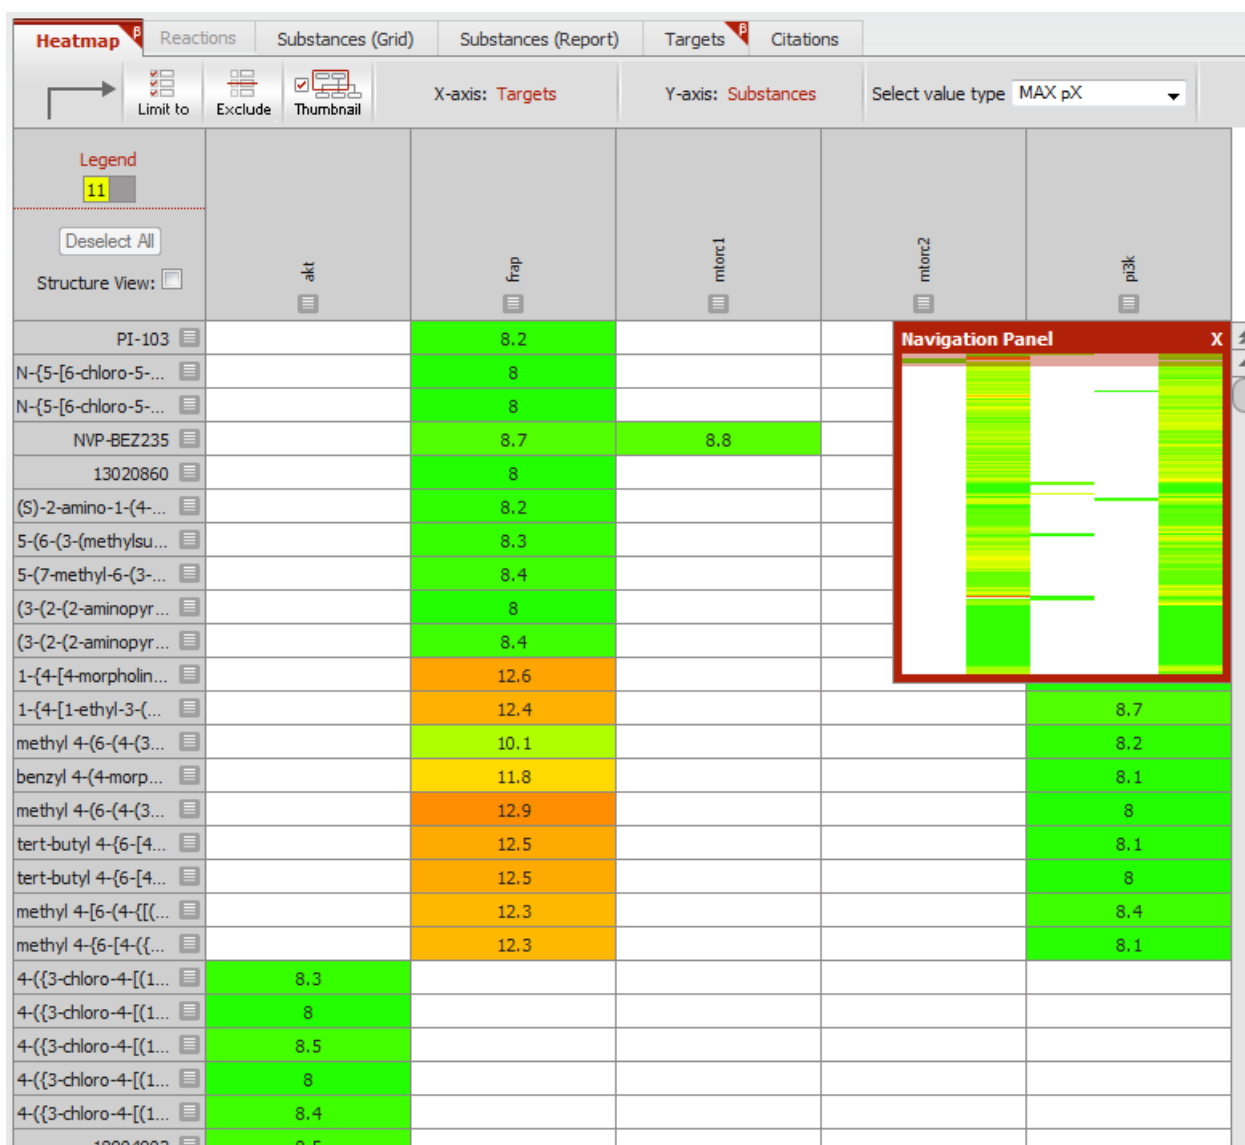 Heatmap β Reactions Substances (Grid) Substances (Report) Targets β Citations
Limit to Exclude Thumbnail X-axis: Targets Y-axis: Substances Select value type MAX pX
Legend
11
Deselect All
Structure View:
akt frap mtorc1 mtorc2 pi3k
PI-103 8.2
Navigation Panel X
N-{5-[6-chloro-5-... 8
N-{5-[6-chloro-5-... 8
NVP-BEZ235 8.7 8.8
13020860 8
(S)-2-amino-1-(4-... 8.2
5-(6-(3-(methylsu... 8.3
5-(7-methyl-6-(3-... 8.4
(3-(2-(2-aminopyr... 8
(3-(2-(2-aminopyr... 8.4
1-{4-[4-morpholin... 12.6
1-{4-[1-ethyl-3-(... 12.4 8.7
methyl 4-(6-(4-(3... 10.1 8.2
benzyl 4-(4-morp... 11.8 8.1
methyl 4-(6-(4-(3... 12.9 8
tert-butyl 4-{6-[4... 12.5 8.1
tert-butyl 4-{6-[4... 12.5 8
methyl 4-[6-(4-{[(... 12.3 8.4
methyl 4-{6-[4-({... 12.3 8.1
4-({3-chloro-4-[(1... 8.3
4-({3-chloro-4-[(1... 8
4-({3-chloro-4-[(1... 8.5
4-({3-chloro-4-[(1... 8
4-({3-chloro-4-[(1... 8.4